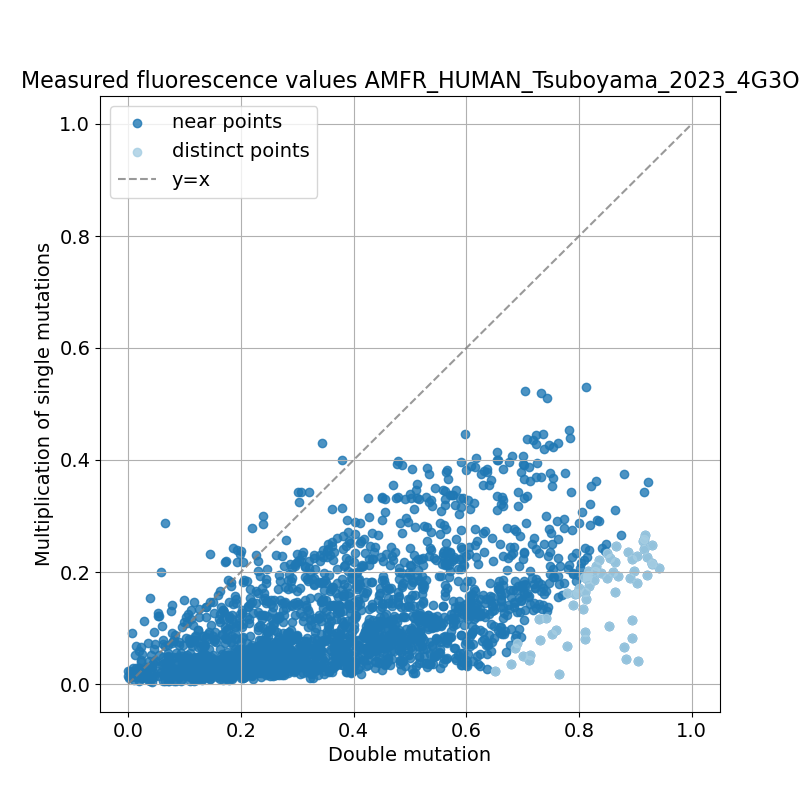 Measured fluorescence values AMFR_HUMAN_Tsuboyama_2023_4G3O
near points
distinct points
y=x
1.0
0.8
0.6
0.4
0.2
0.0
Multiplication of single mutations
0.0 0.2 0.4 0.6 0.8 1.0
Double mutation